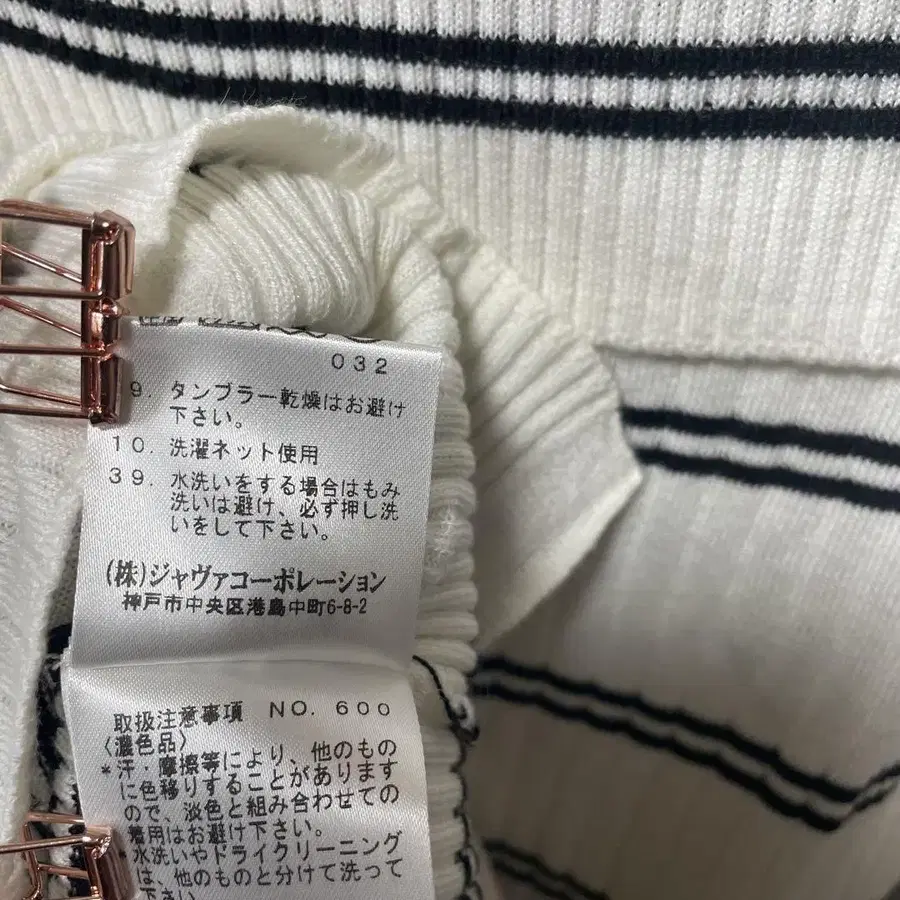 032
9. タンブラー乾燥はお避け
下さい。
10. 洗濯ネット使用
39. 水洗いをする場合はもみ
洗いは避け、必ず押し洗
いをして下さい。
(株)ジャヴァコーポレーション
神戸市中央区港島中町6-8-2
取扱注意事項 NO. 600
〈濃色品〉
*汗・摩擦等により、他のもの
に色移りすることがあります
ので、淡色と組み合わせての
着用はお避け下さい。
*水洗いやドライクリーニング
は、他のものと分けて洗って
下さい。